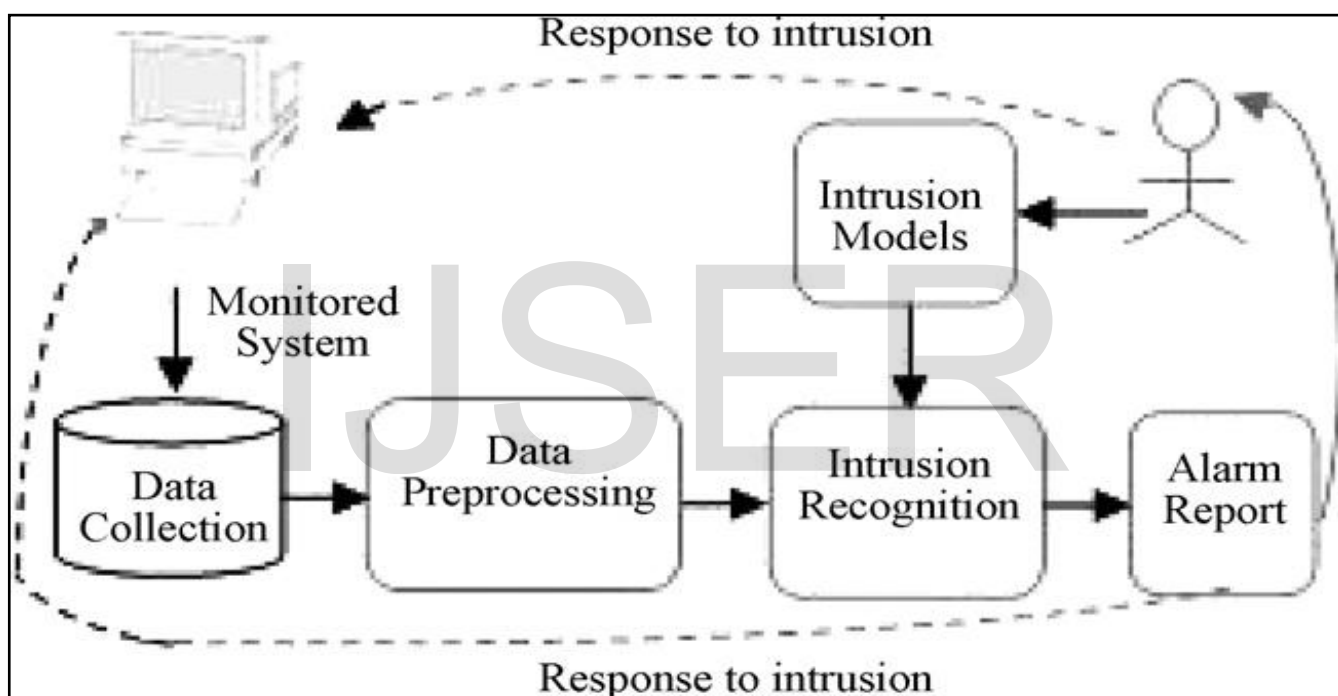 Response to intrusion
Intrusion
Models
Monitored
System
Data
Collection
Data
Preprocessing
Intrusion
Recognition
Alarm
Report
IJSER
Response to intrusion